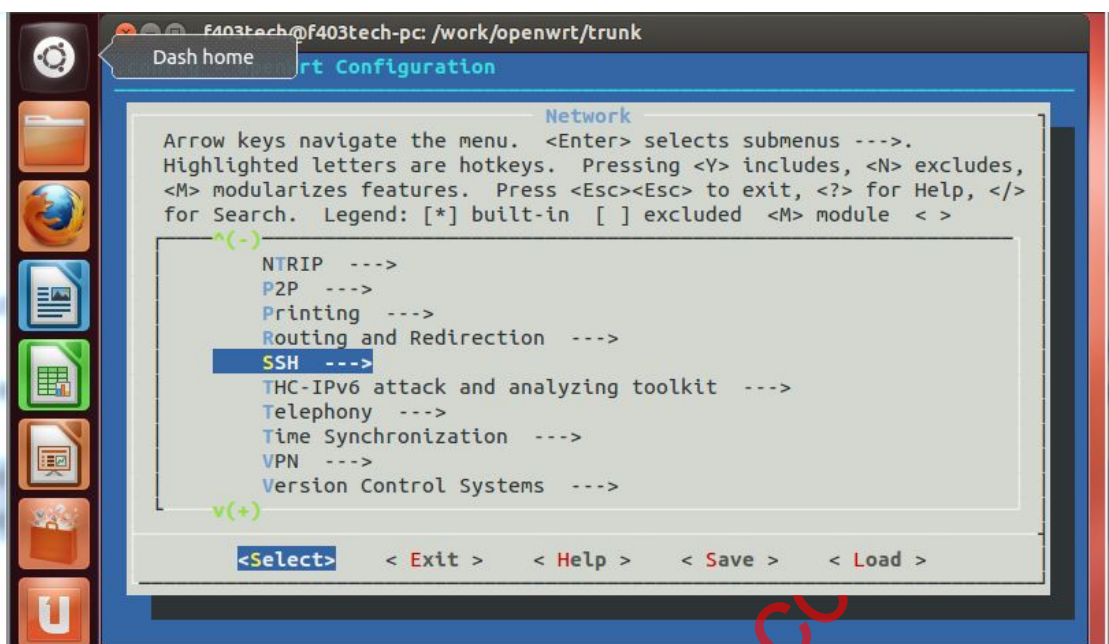 f403tech@f403tech-pc: /work/openwrt/trunk
Dash home
rt Configuration
Network
Arrow keys navigate the menu.  <Enter> selects submenus --->.
Highlighted letters are hotkeys.  Pressing <Y> includes, <N> excludes,
<M> modularizes features.  Press <Esc><Esc> to exit, <?> for Help, </>
for Search.  Legend: [*] built-in  [ ] excluded  <M> module  < >
^(-)
NTRIP  --->
P2P  --->
Printing  --->
Routing and Redirection  --->
SSH  --->
THC-IPv6 attack and analyzing toolkit  --->
Telephony  --->
Time Synchronization  --->
VPN  --->
Version Control Systems  --->
v(+)
<Select>    < Exit >    < Help >    < Save >    < Load >